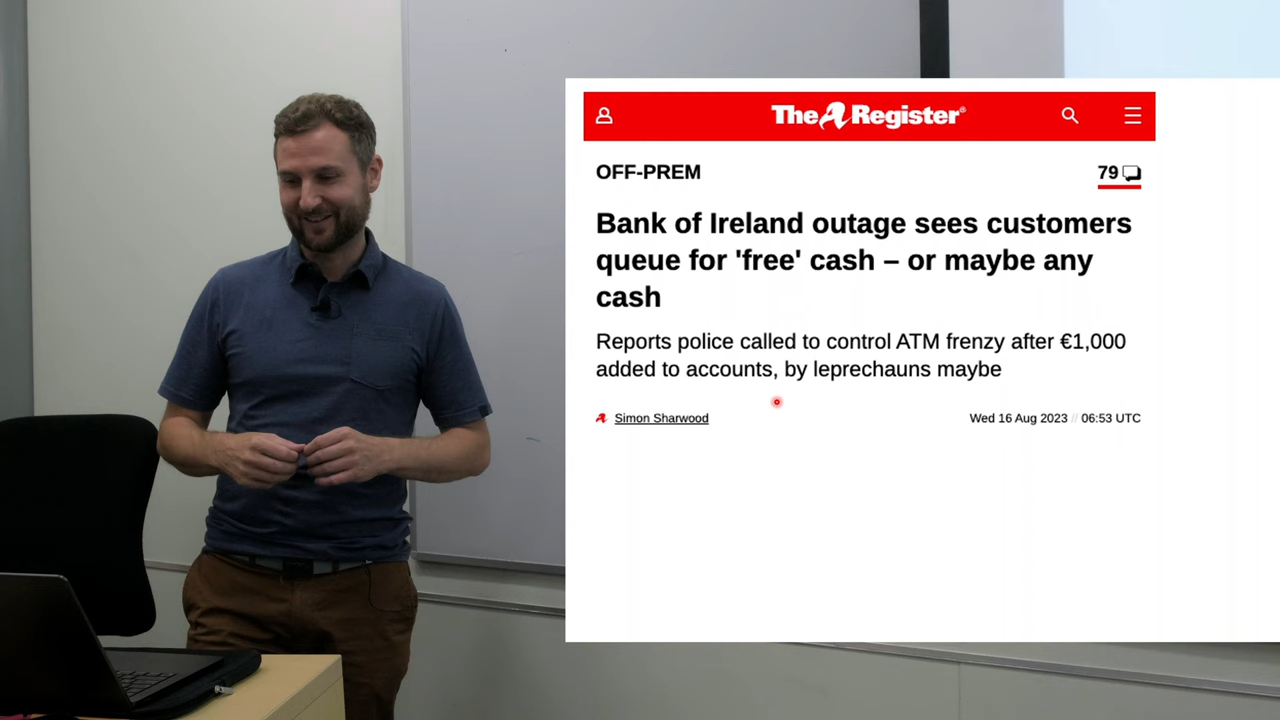 The Register®
OFF-PREM
79
Bank of Ireland outage sees customers
queue for 'free' cash – or maybe any
cash
Reports police called to control ATM frenzy after €1,000
added to accounts, by leprechauns maybe
Simon Sharwood
Wed 16 Aug 2023 // 06:53 UTC